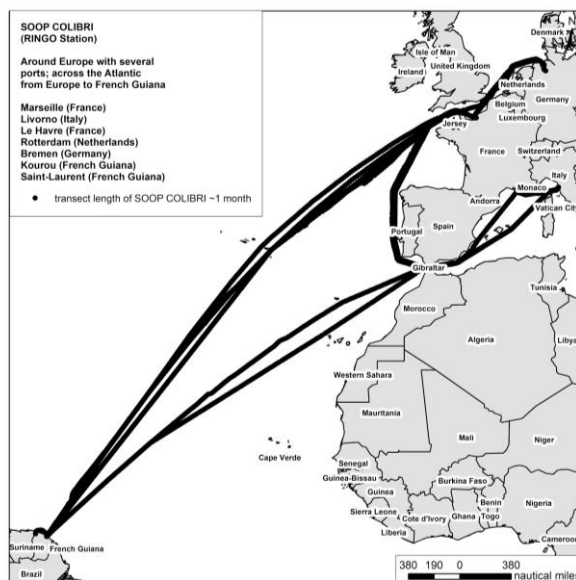 SOOP COLIBRI
(RINGO Station)
Around Europe with several
ports; across the Atlantic
from Europe to French Guiana
Marseille (France)
Livorno (Italy)
Le Havre (France)
Rotterdam (Netherlands)
Bremen (Germany)
Kourou (French Guiana)
Saint-Laurent (French Guiana)
• transect length of SOOP COLIBRI ~1 month
Denmark
Isle of Man
United Kingdom
Ireland
Netherlands
Belgium
Germany
Luxembourg
Jersey
France
Switzerland
Italy
Monaco
Andorra
Vatican City
Portugal
Spain
Gibraltar
Tunisia
Morocco
Algeria
Libya
Western Sahara
Mauritania
Mali
Niger
Cape Verde
Senegal
Guinea-Bissau
Burkina Faso
Guinea
Benin
Nigeria
Sierra Leone
Cote d'Ivory
Ghana
Togo
Liberia
Cameroon
Suriname
French Guiana
Brazil
380 190 0 380
nautical miles